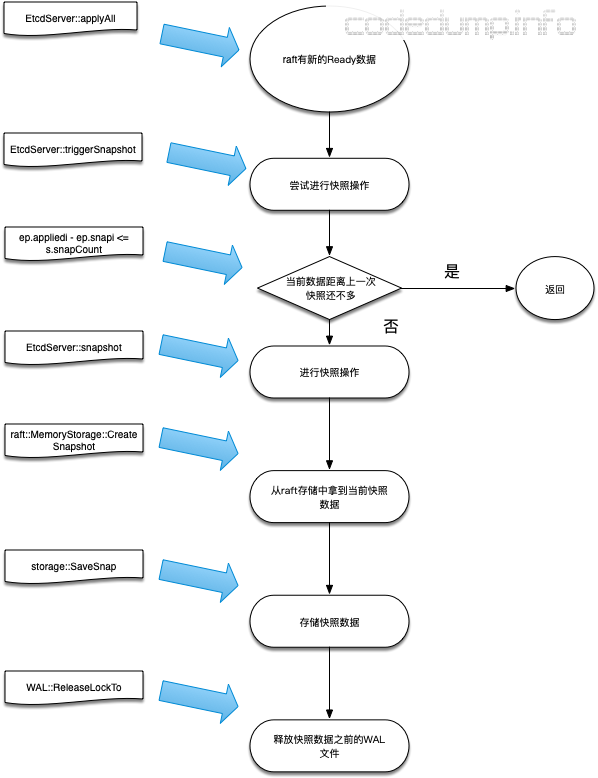 EtcdServer::applyAll
codedump.info
raft有新的Ready数据
EtcdServer::triggerSnapshot
尝试进行快照操作
ep.appliedi - ep.snapi <=
s.snapCount
当前数据距离上一次
快照还不多
是
返回
否
EtcdServer::snapshot
进行快照操作
raft::MemoryStorage::Create
Snapshot
从raft存储中拿到当前快照
数据
storage::SaveSnap
存储快照数据
WAL::ReleaseLockTo
释放快照数据之前的WAL
文件